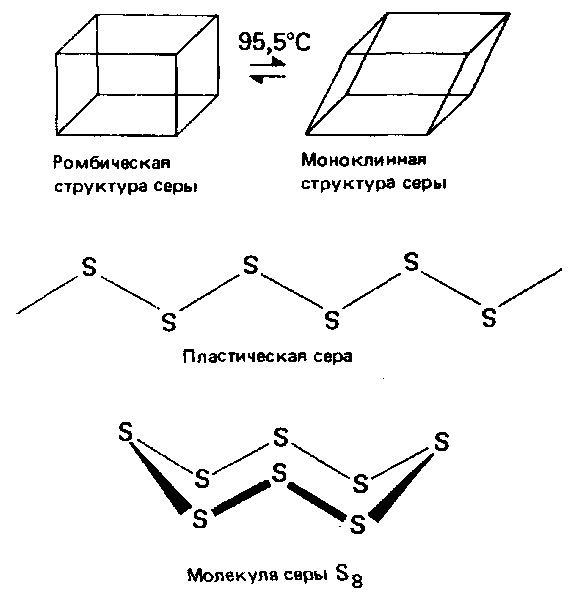 95,5°C
Ромбическая
структура серы
Моноклинная
структура серы
S S S
S S S
Пластическая сера
S S S
S S S
S S
Молекула серы S₈